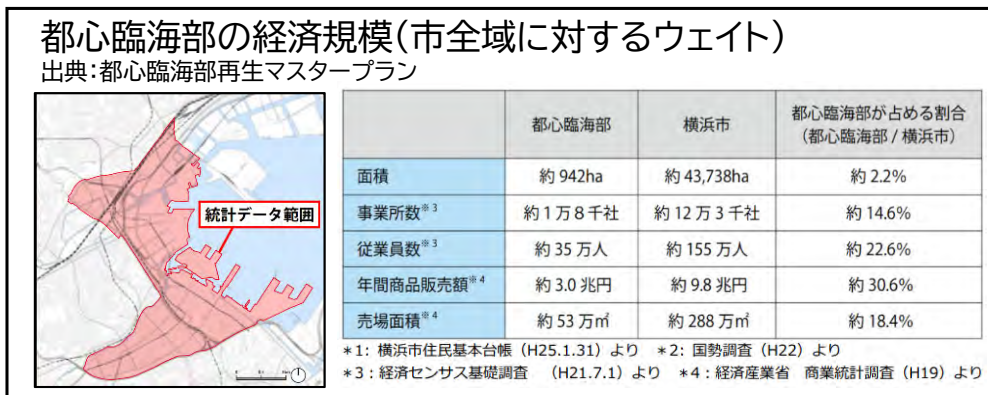 都心臨海部の経済規模(市全域に対するウェイト)
出典:都心臨海部再生マスタープラン
統計データ範囲
都心臨海部 横浜市 都心臨海部が占める割合
(都心臨海部 / 横浜市)
面積 約 942ha 約 43,738ha 約 2.2%
事業所数※3 約1万8千社 約 12 万3千社 約 14.6%
従業員数※3 約 35 万人 約 155 万人 約 22.6%
年間商品販売額※4 約 3.0 兆円 約 9.8 兆円 約 30.6%
売場面積※4 約 53 万㎡ 約 288 万㎡ 約 18.4%
*1: 横浜市住民基本台帳(H25.1.31)より *2: 国勢調査(H22)より
*3:経済センサス基礎調査 (H21.7.1)より *4:経済産業省 商業統計調査(H19)より